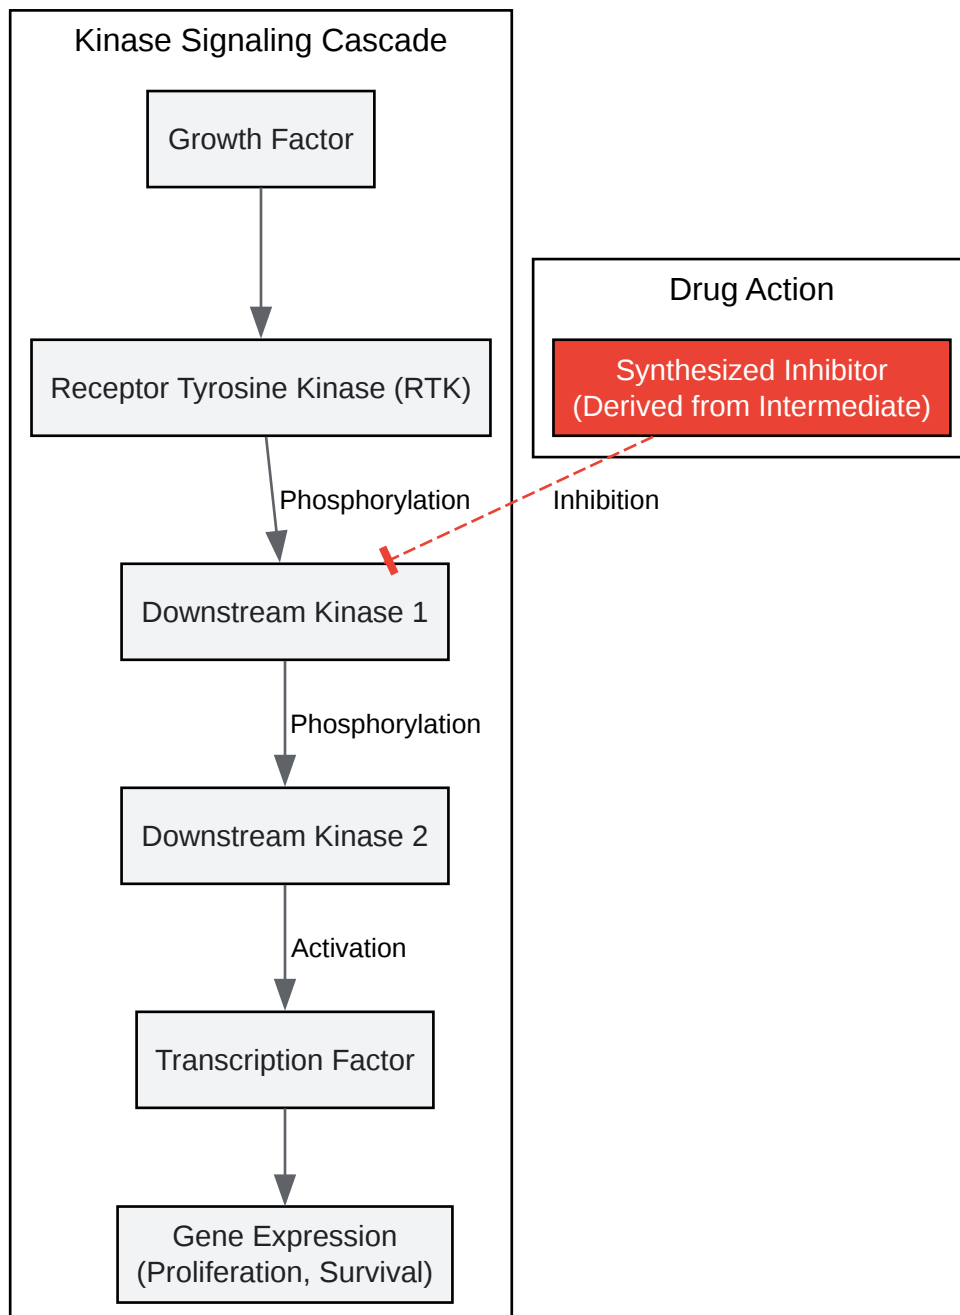 Kinase Signaling Cascade
Growth Factor
Drug Action
Receptor Tyrosine Kinase (RTK)
Synthesized Inhibitor
(Derived from Intermediate)
Phosphorylation
Inhibition
Downstream Kinase 1
Phosphorylation
Downstream Kinase 2
Activation
Transcription Factor
Gene Expression
(Proliferation, Survival)